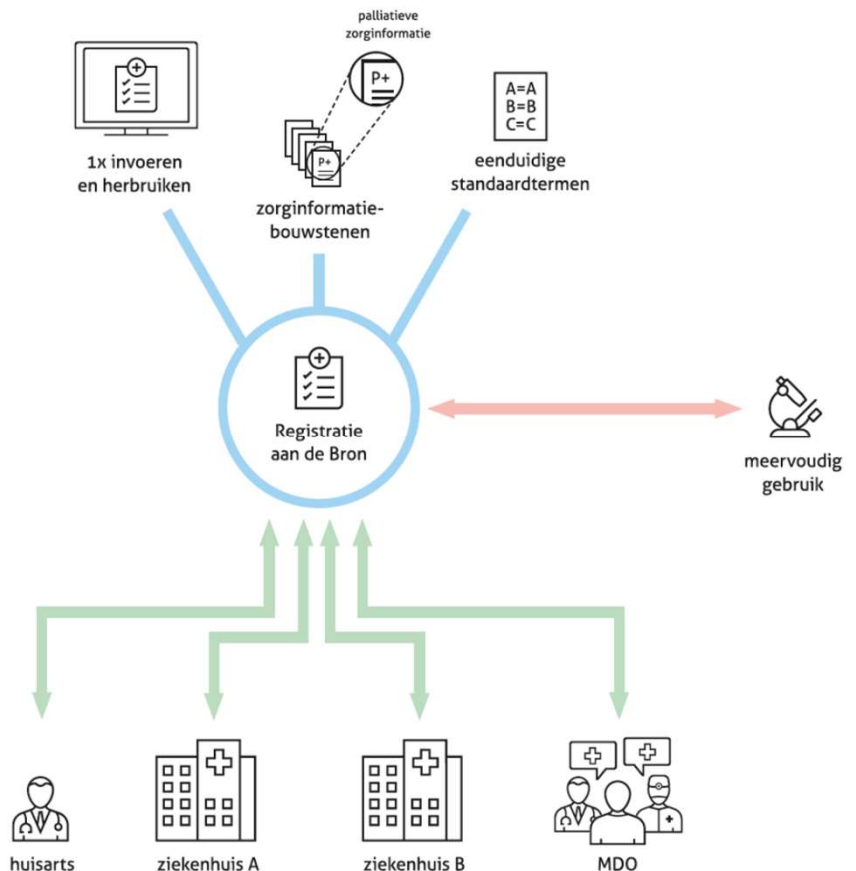 palliatieve
zorginformatie
P+
P+
A=A
B=B
C=C
1x invoeren
en herbruiken
zorginformatie-
bouwstenen
eenduidige
standaardtermen
Registratie
aan de Bron
meervoudig
gebruik
huisarts
ziekenhuis A
ziekenhuis B
MDO